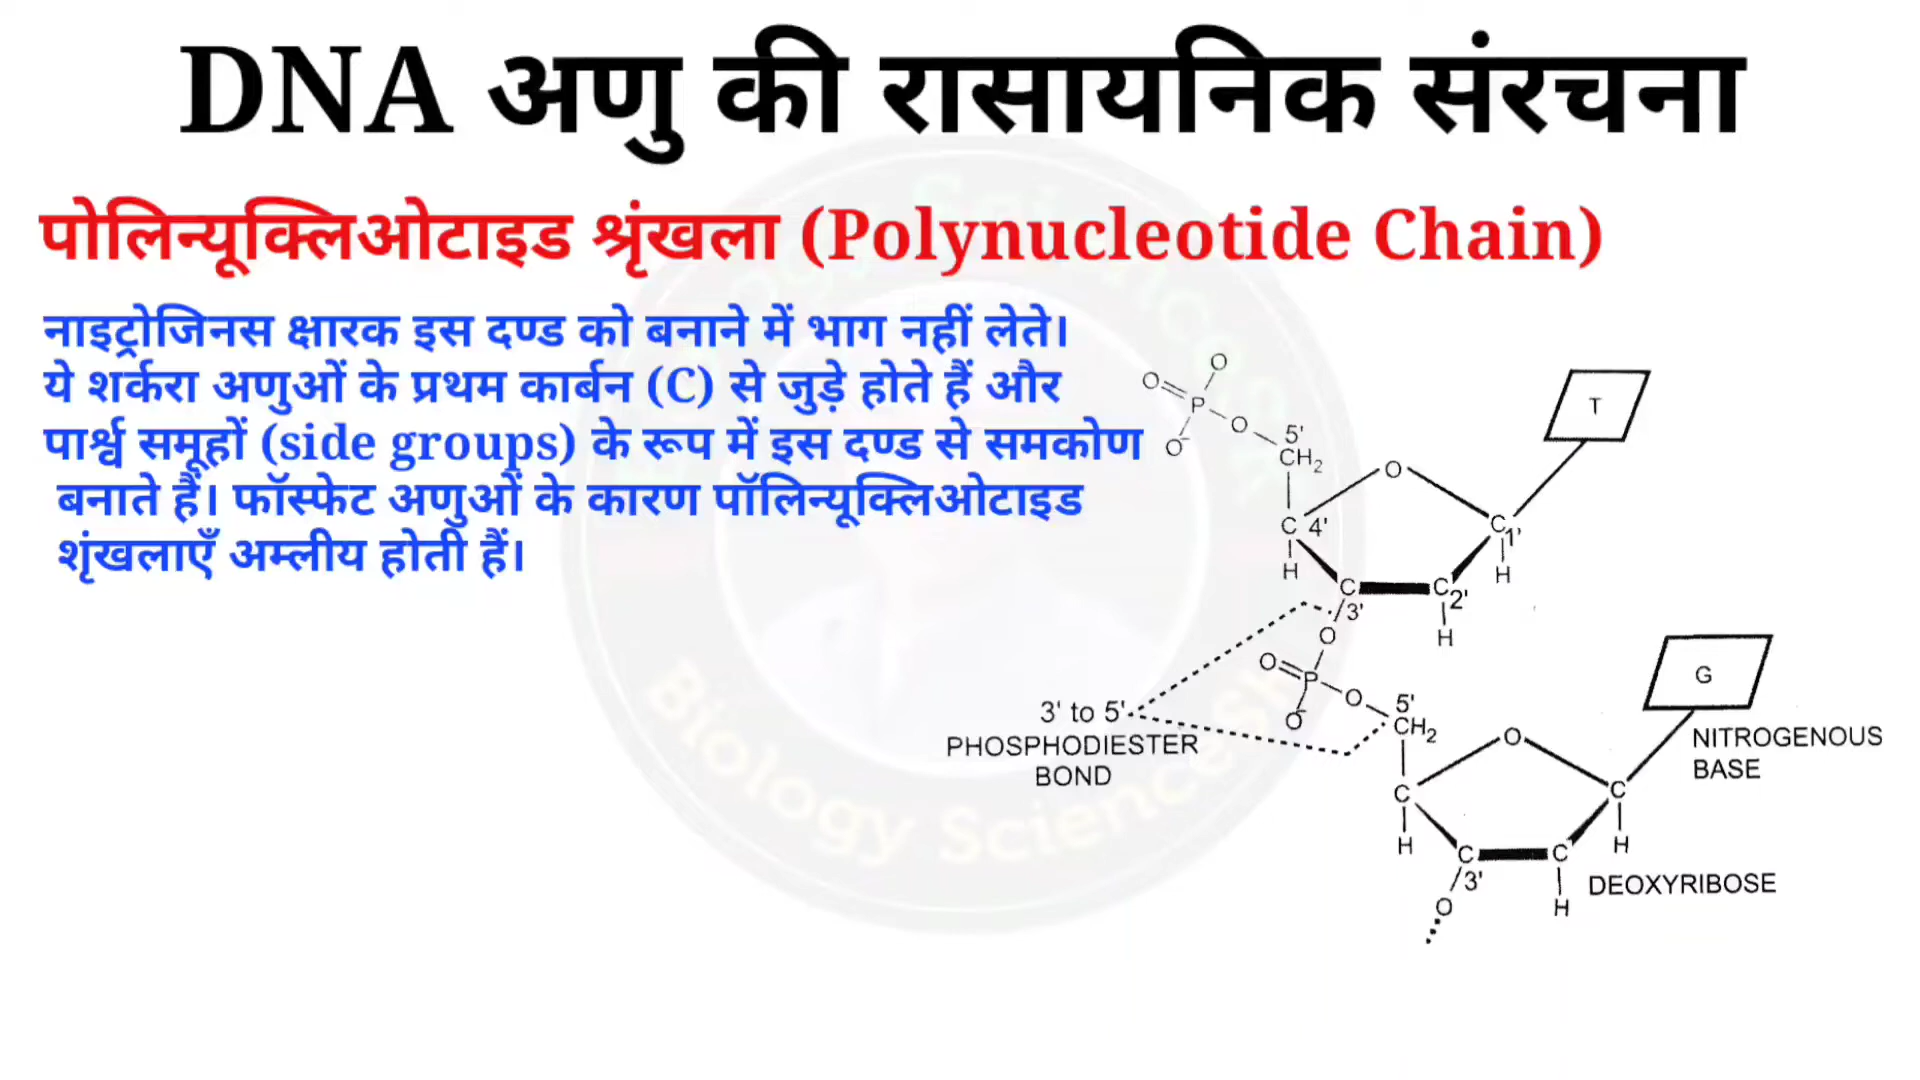 DNA अणु की रासायनिक संरचना
पोलिन्यूक्लिओटाइड श्रृंखला (Polynucleotide Chain)
नाइट्रोजिनस क्षारक इस दण्ड को बनाने में भाग नहीं लेते।
ये शर्करा अणुओं के प्रथम कार्बन (C) से जुड़े होते हैं और
पार्श्व समूहों (side groups) के रूप में इस दण्ड से समकोण
बनाते हैं। फॉस्फेट अणुओं के कारण पॉलिन्यूक्लिओटाइड
शृंखलाएँ अम्लीय होती हैं।
O
O P
O
O⁻
5'
CH₂
O
T
C 4'
C 1'
H
H
C 3'
C 2'
H
O
O P
O
O⁻
5'
CH₂
3' to 5'
PHOSPHODIESTER
BOND
O
G
NITROGENOUS
BASE
C
C
H
H
C 3'
C
DEOXYRIBOSE
O
H
Biology Science